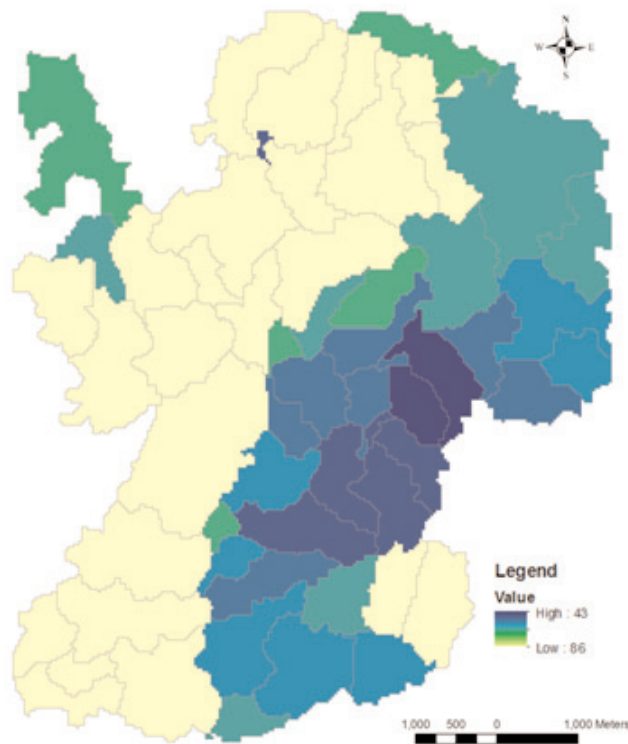 N
W E
S
Legend
Value
High : 43
Low : 86
1,000 500 0 1,000 Meters